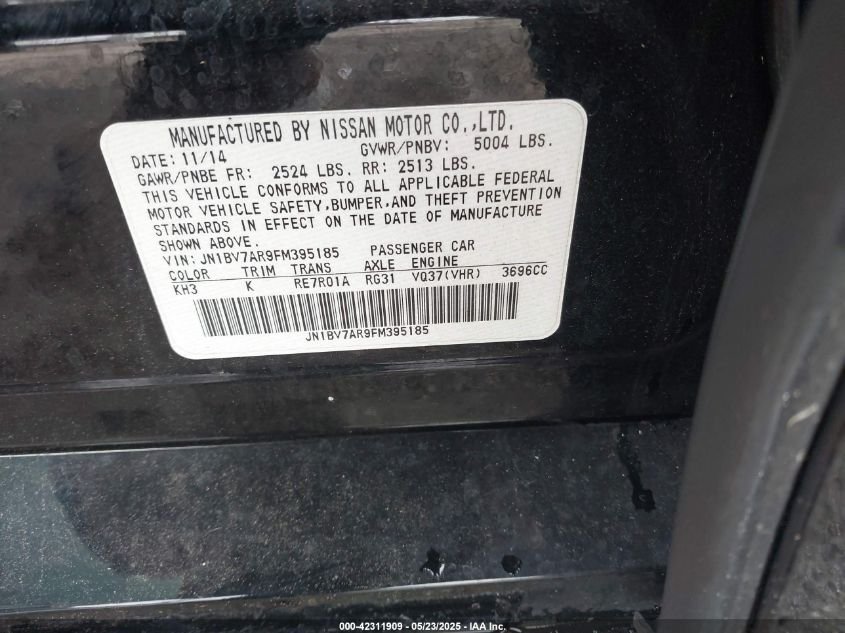 MANUFACTURED BY NISSAN MOTOR CO.,LTD.
DATE: 11/14 GVWR/PNBV: 5004 LBS.
GAWR/PNBE FR: 2524 LBS. RR: 2513 LBS.
THIS VEHICLE CONFORMS TO ALL APPLICABLE FEDERAL
MOTOR VEHICLE SAFETY,BUMPER,AND THEFT PREVENTION
STANDARDS IN EFFECT ON THE DATE OF MANUFACTURE
SHOWN ABOVE.
VIN: JN1BV7AR9FM395185 PASSENGER CAR
COLOR TRIM TRANS AXLE ENGINE
KH3 K RE7R01A RG31 VQ37(VHR) 3696CC
JN1BV7AR9FM395185
000-42311909 - 05/23/2025 - IAA Inc.